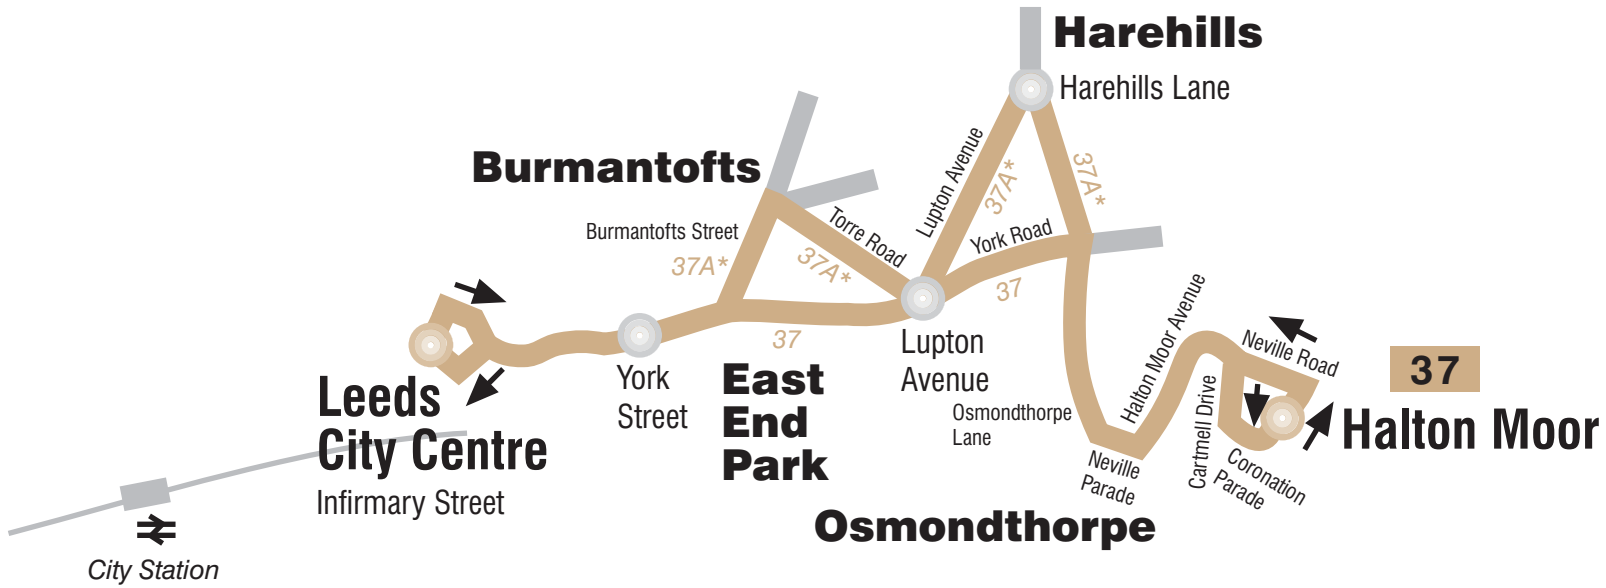 Harehills
Harehills Lane
Burmantofts
Lupton Avenue
37A*
37A*
Burmantofts Street
Torre Road
York Road
37A*
37A*
37
37
Lupton
Avenue
York
Street
East
End
Park
Leeds
City Centre
Infirmary Street
City Station
Osmondthorpe
Lane
Halton Moor Avenue
Neville Road
Cartmell Drive
Neville
Parade
Coronation
Parade
37
Halton Moor
Osmondthorpe